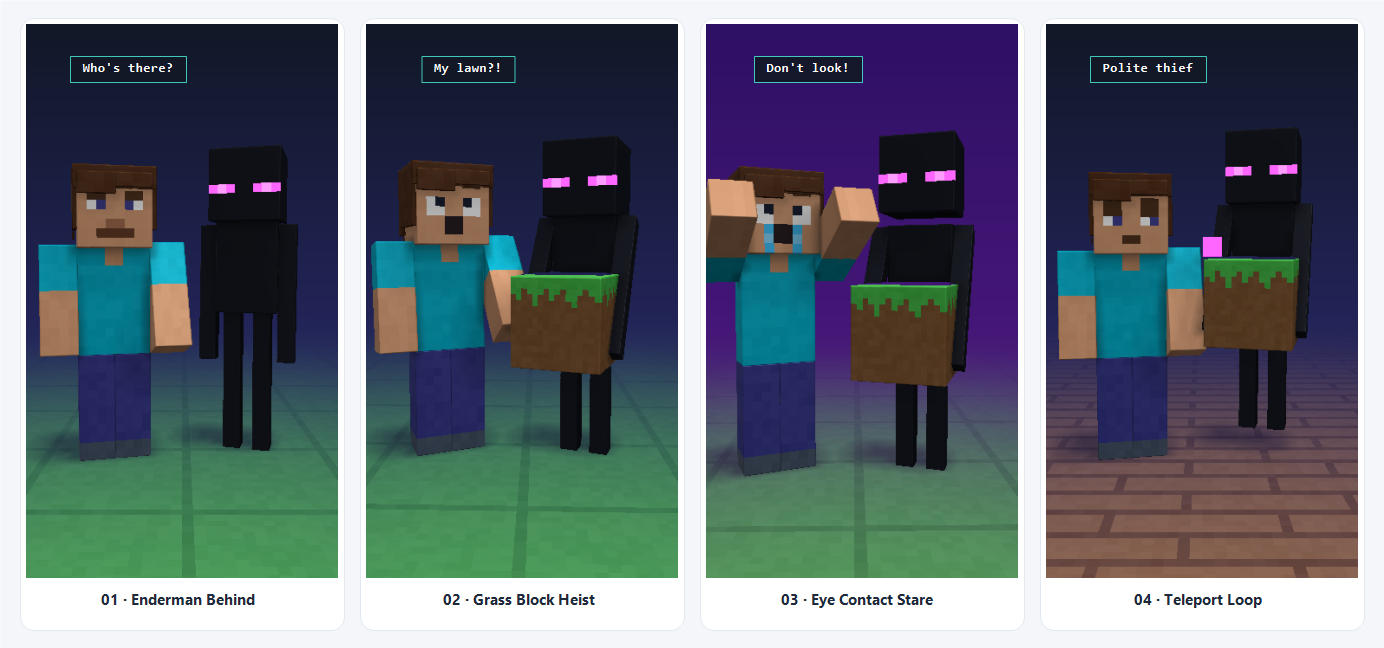 Who's there?
My lawn?!
Don't look!
Polite thief
01 · Enderman Behind
02 · Grass Block Heist
03 · Eye Contact Stare
04 · Teleport Loop